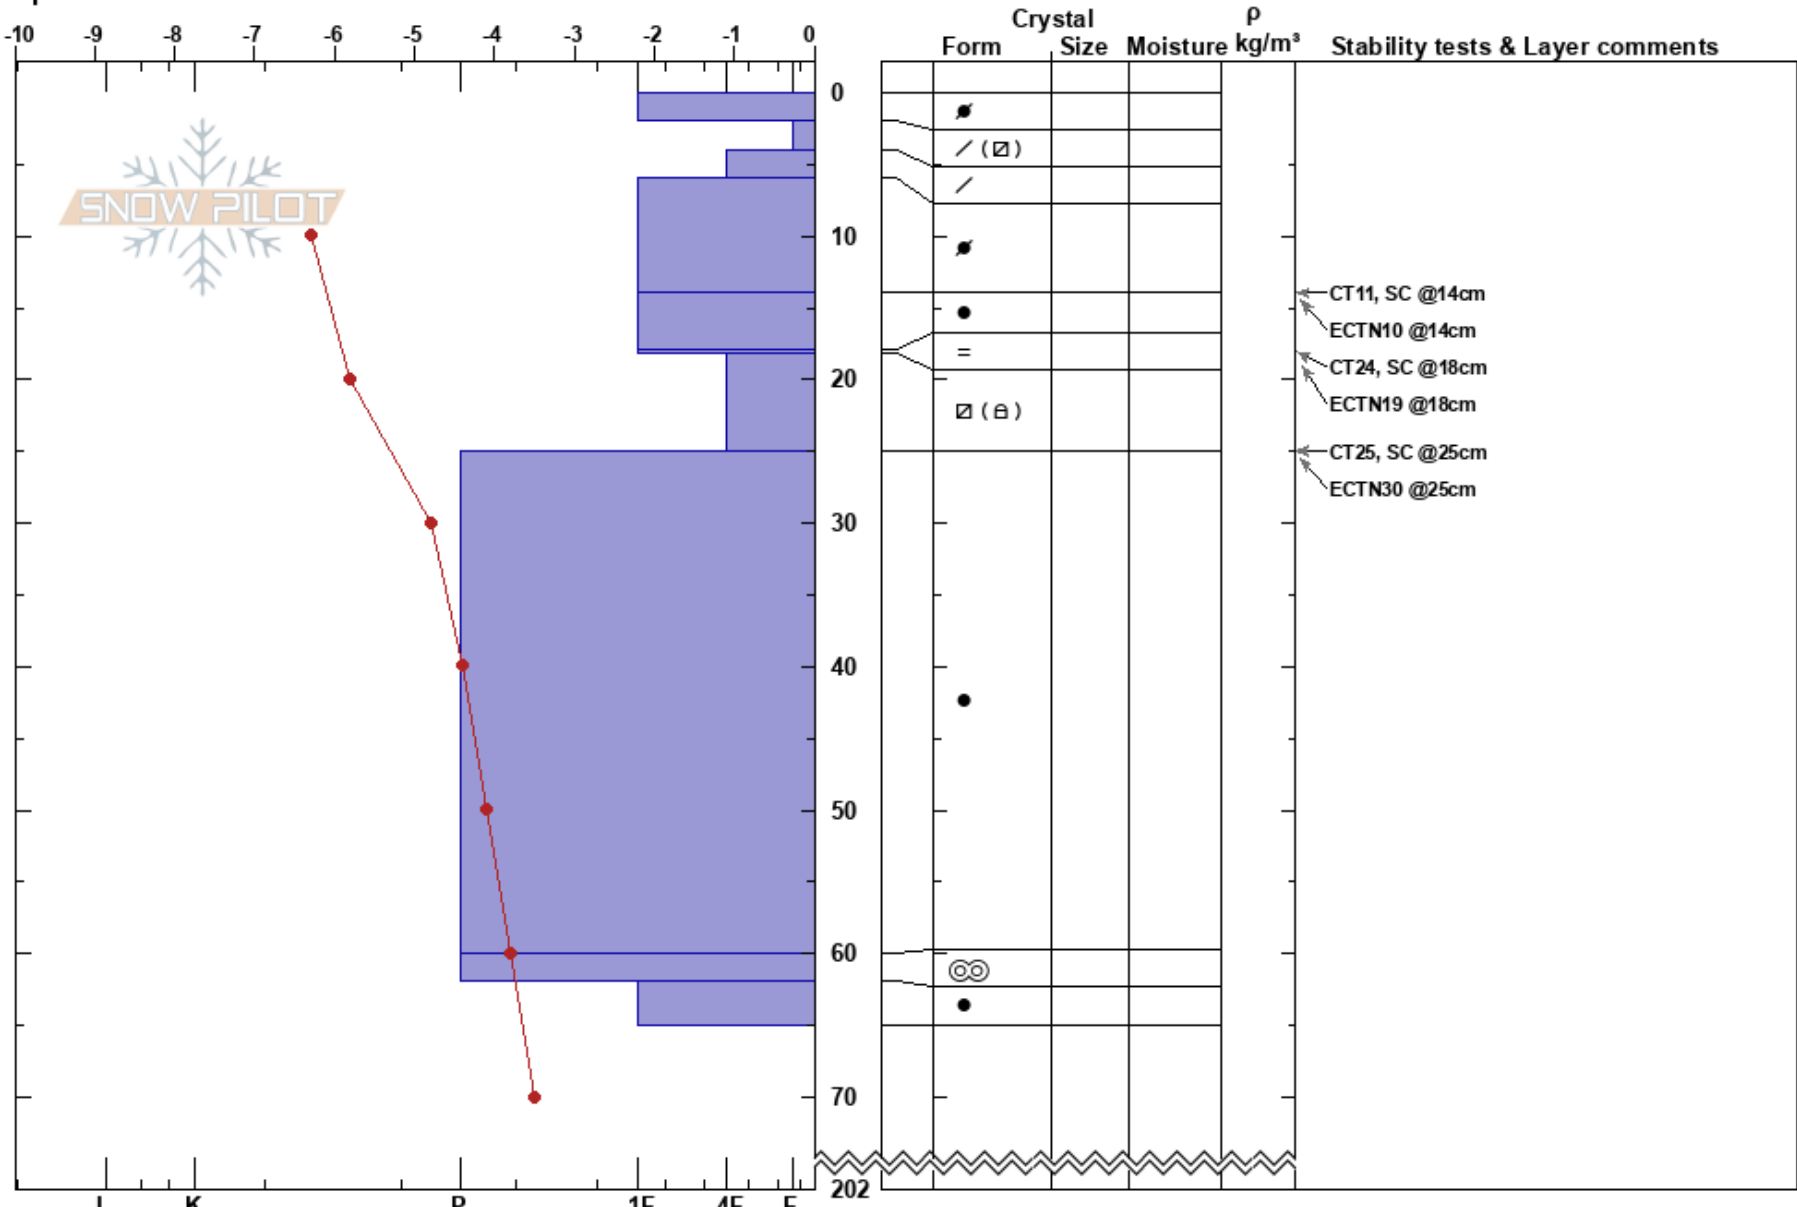 Crystal ρ
-10 -9 -8 -7 -6 -5 -4 -3 -2 -1 0
Form Size Moisture kg/m³ Stability tests & Layer comments
0
SNOW PILOT
10
CT11, SC @14cm
ECTN10 @14cm
CT24, SC @18cm
20
ECTN19 @18cm
CT25, SC @25cm
ECTN30 @25cm
30
40
50
60
70
202
I K P 1F 4F F